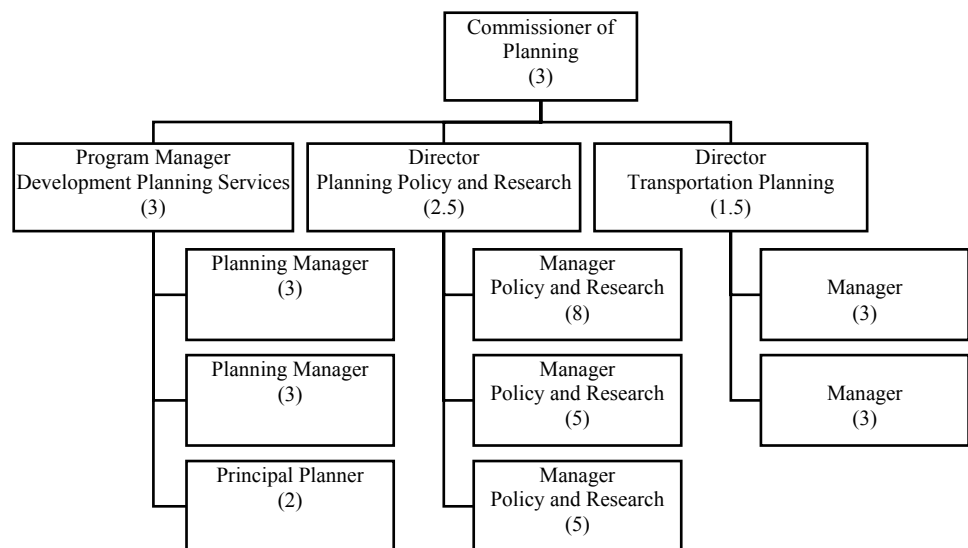 Commissioner of
Planning
(3)
Program Manager
Development Planning Services
(3)
Director
Planning Policy and Research
(2.5)
Director
Transportation Planning
(1.5)
Planning Manager
(3)
Manager
Policy and Research
(8)
Manager
(3)
Planning Manager
(3)
Manager
Policy and Research
(5)
Manager
(3)
Principal Planner
(2)
Manager
Policy and Research
(5)